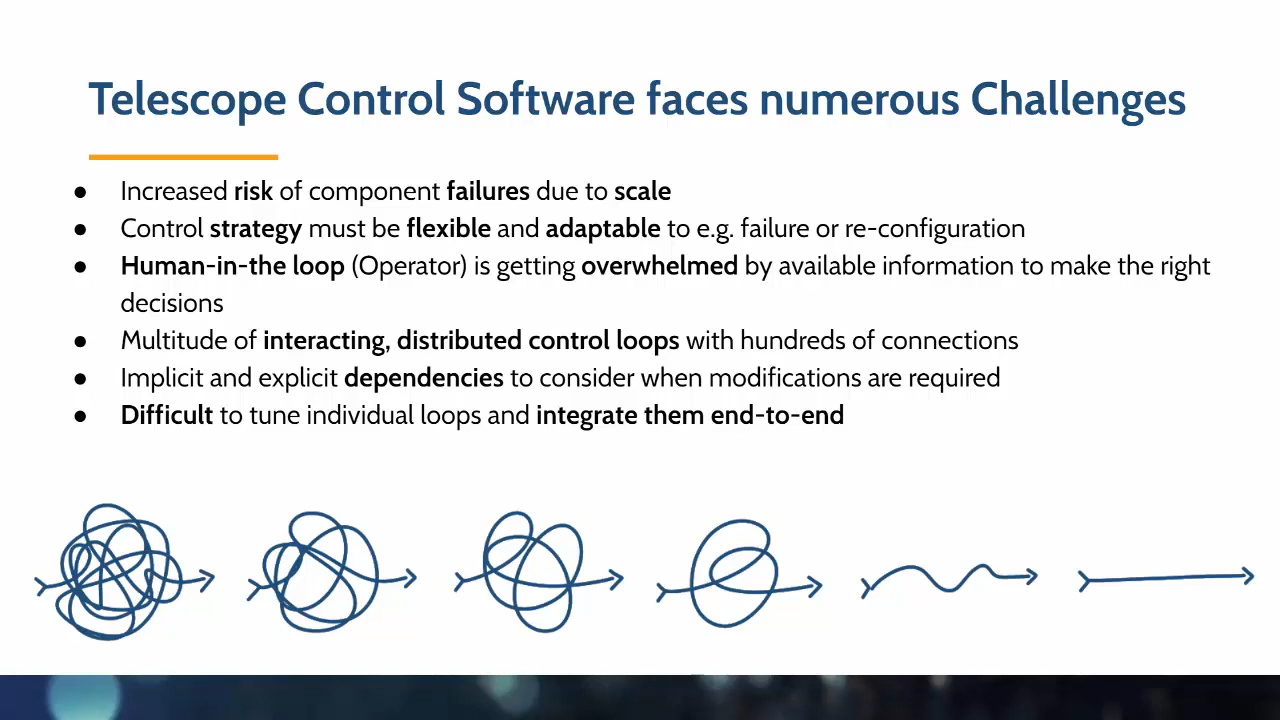 Telescope Control Software faces numerous Challenges
● Increased risk of component failures due to scale
● Control strategy must be flexible and adaptable to e.g. failure or re-configuration
● Human-in-the loop (Operator) is getting overwhelmed by available information to make the right
decisions
● Multitude of interacting, distributed control loops with hundreds of connections
● Implicit and explicit dependencies to consider when modifications are required
● Difficult to tune individual loops and integrate them end-to-end